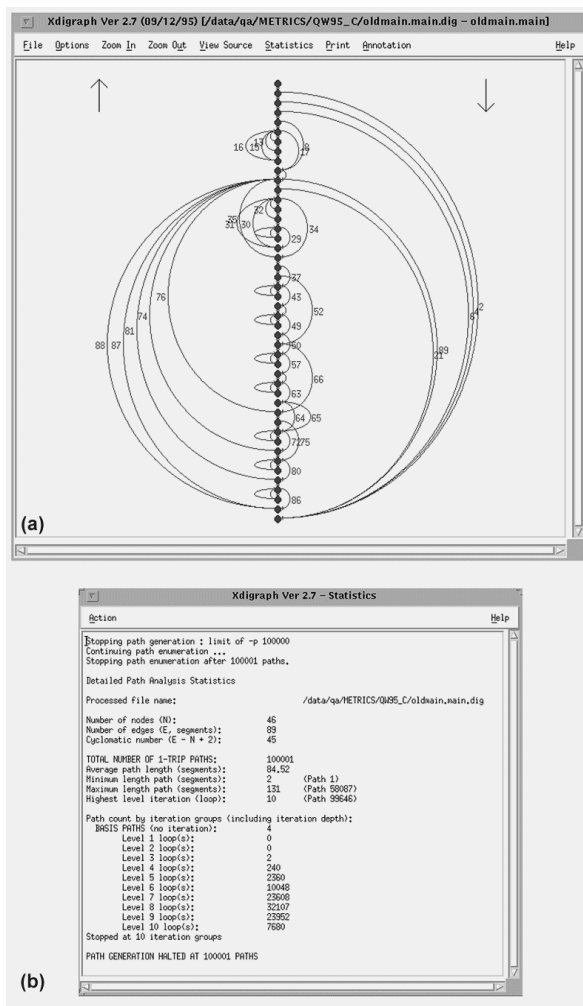 Xdigraph Ver 2.7 (09/12/95) [/data/qa/METRICS/QW95_C/oldmain.main.dig – oldmain.main]
File Options Zoom In Zoom Out View Source Statistics Print Annotation Help
13
16 15 8
17
32
35
31 30 34
29
37
76 43
52 2
74 4
6
49
81
88 87 50 89
21
57
66
63
64 65
72 75
80
86
(a)
Xdigraph Ver 2.7 – Statistics
Action Help
Stopping path generation : limit of -p 100000
Continuing path enumeration ...
Stopping path enumeration after 100001 paths.
Detailed Path Analysis Statistics
Processed file name: /data/qa/METRICS/QW95_C/oldmain.main.dig
Number of nodes (N): 46
Number of edges (E, segments): 89
Cyclomatic number (E - N + 2): 45
TOTAL NUMBER OF 1-TRIP PATHS: 100001
Average path length (segments): 84.52
Minimum length path (segments): 2 (Path 1)
Maximum length path (segments): 131 (Path 58087)
Highest level iteration (loop): 10 (Path 99646)
Path count by iteration groups (including iteration depth):
BASIS PATHS (no iteration): 4
Level 1 loop(s): 0
Level 2 loop(s): 0
Level 3 loop(s): 2
Level 4 loop(s): 240
Level 5 loop(s): 2360
Level 6 loop(s): 10048
Level 7 loop(s): 23608
Level 8 loop(s): 32107
Level 9 loop(s): 23952
Level 10 loop(s): 7680
Stopped at 10 iteration groups
PATH GENERATION HALTED AT 100001 PATHS
(b)